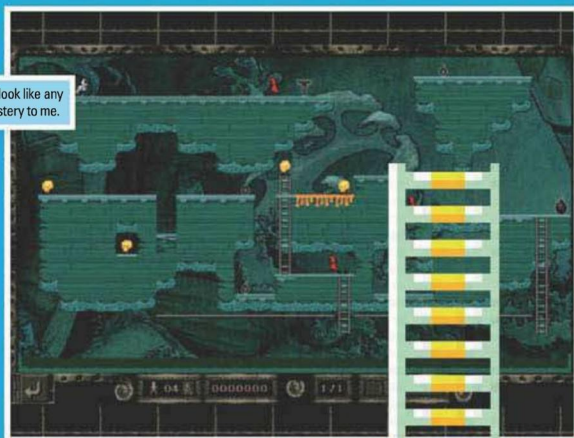 look like any
stery to me.
04
0000000
1/1